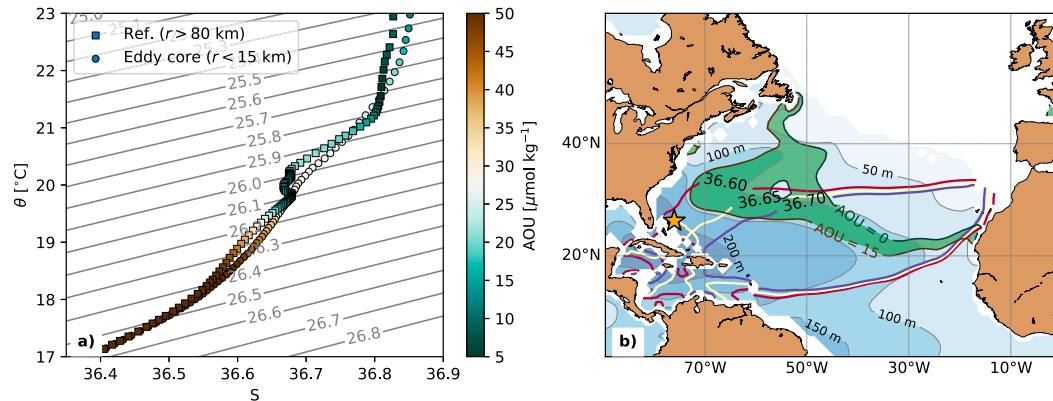 23
22
21
20
19
18
17
θ [°C]
Ref. (r > 80 km)
Eddy core (r < 15 km)
25.1
25.3
25.5
25.6
25.7
25.8
25.9
26.0
26.1
26.3
26.4
26.5
26.6
26.7
26.8
a)
36.4
36.5
36.6
36.7
36.8
36.9
S
50
45
40
35
30
25
20
15
10
5
AOU [μmol kg⁻¹]
40°N
20°N
100 m
50 m
36.60
36.65
36.70
AOU = 0
AOU = 15
200 m
100 m
150 m
b)
70°W
50°W
30°W
10°W